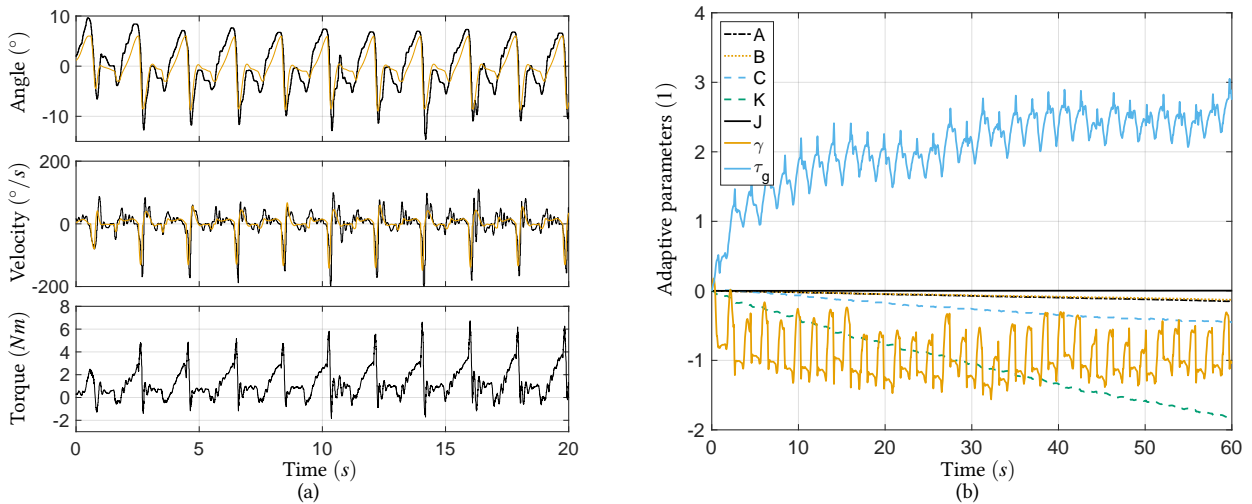 10
0
-10
Angle (°)
200
0
-200
Velocity (°/s)
8
6
4
2
0
-2
Torque (Nm)
0
5
10
15
20
Time (s)
(a)
4
3
2
1
0
-1
-2
Adaptive parameters (1)
A
B
C
K
J
γ
τg
0
10
20
30
40
50
60
Time (s)
(b)